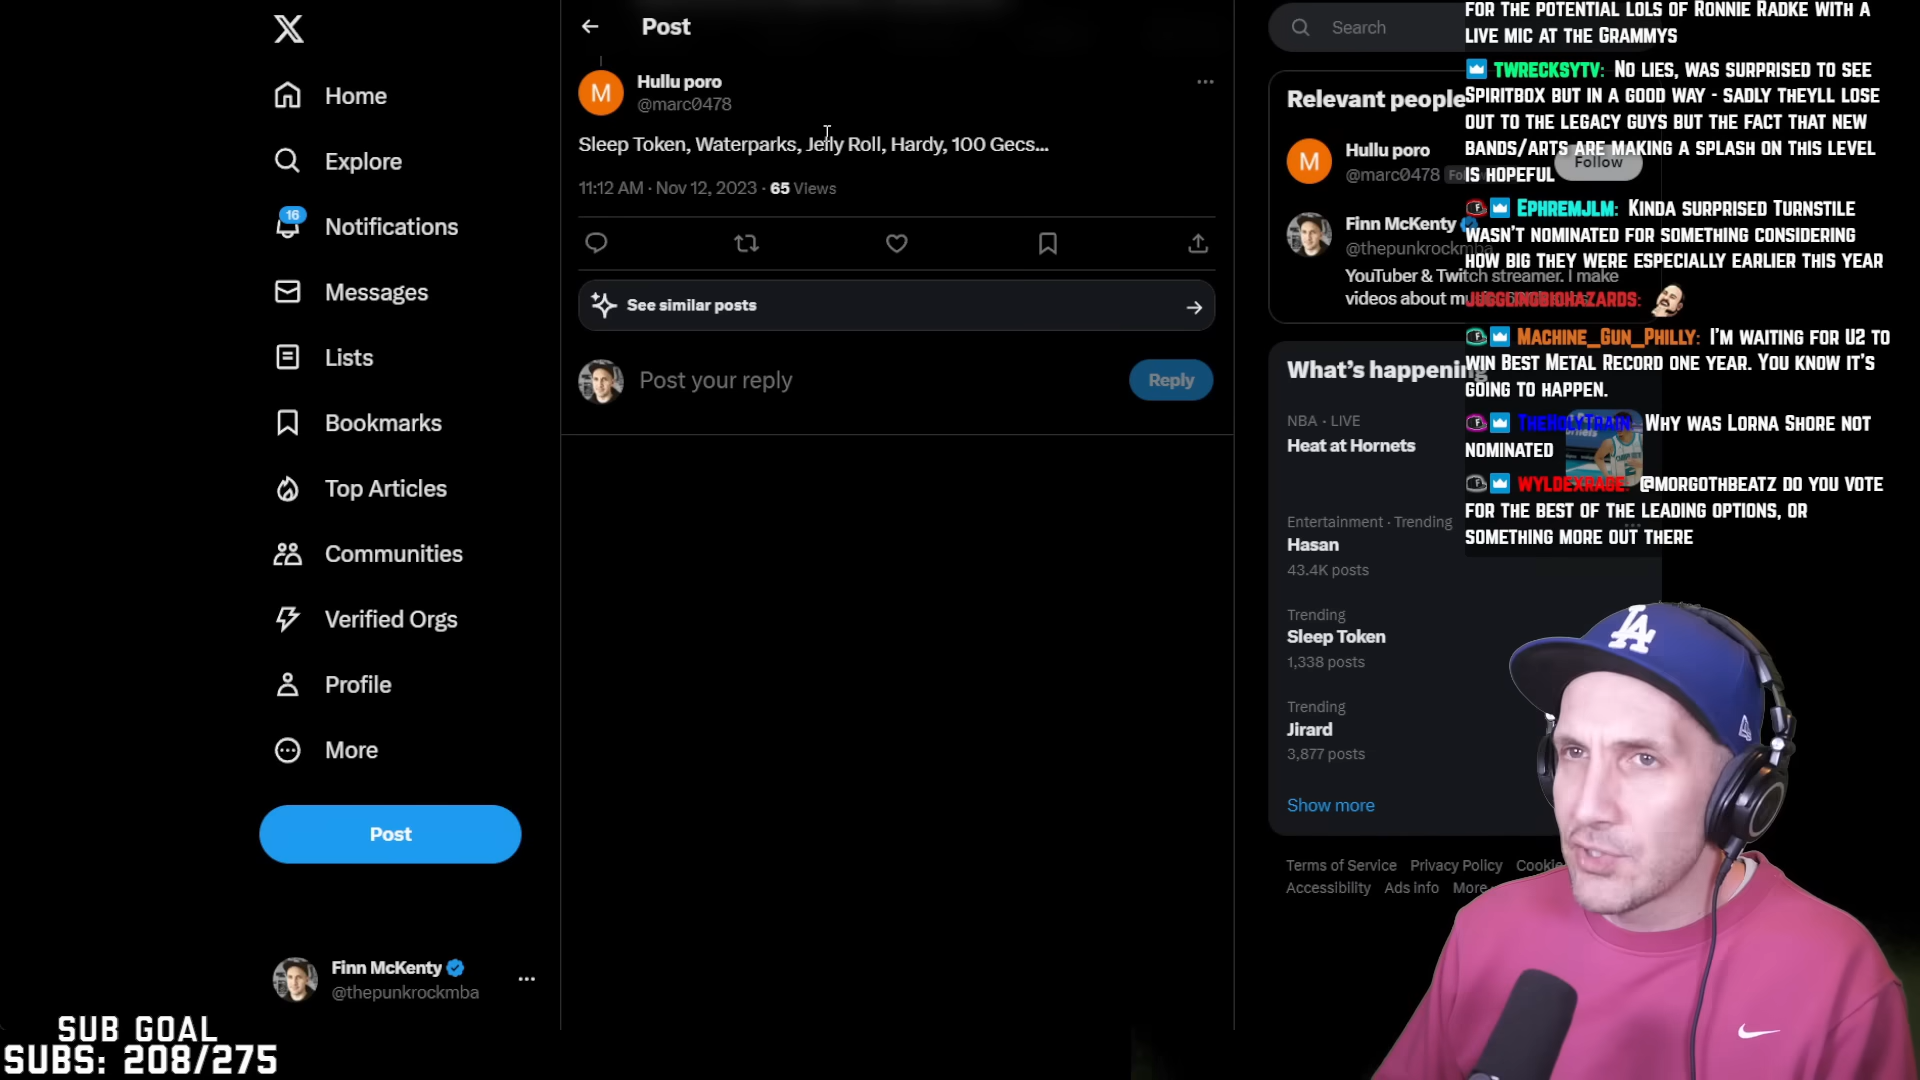 Home
Explore
16
Notifications
Messages
Lists
Bookmarks
Top Articles
Communities
Verified Orgs
Profile
More
Post
Finn McKenty
@thepunkrockmba
SUB GOAL
SUBS: 208/275
Post
M
Hullu poro
@marc0478
Sleep Token, Waterparks, Jelly Roll, Hardy, 100 Gecs...
11:12 AM · Nov 12, 2023 · 65 Views
See similar posts
Post your reply
Reply
Search
Relevant people
M
Hullu poro
@marc0478
Follow
Finn McKenty
@thepunkrockmba
YouTuber & Twitch streamer. I make
videos about
What's happening
NBA · LIVE
Heat at Hornets
Entertainment · Trending
Hasan
43.4K posts
Trending
Sleep Token
1,338 posts
Trending
Jirard
3,877 posts
Show more
Terms of Service Privacy Policy Cookie
Accessibility Ads info More
FOR THE POTENTIAL LOLS OF RONNIE RADKE WITH A
LIVE MIC AT THE GRAMMYS
TWRECKSYTV: NO LIES, WAS SURPRISED TO SEE
SPIRITBOX BUT IN A GOOD WAY - SADLY THEYLL LOSE
OUT TO THE LEGACY GUYS BUT THE FACT THAT NEW
BANDS/ARTS ARE MAKING A SPLASH ON THIS LEVEL
IS HOPEFUL
EPHREMJLM: KINDA SURPRISED TURNSTILE
WASN'T NOMINATED FOR SOMETHING CONSIDERING
HOW BIG THEY WERE ESPECIALLY EARLIER THIS YEAR
JUGGLINGBIOHAZARDS:
MACHINE_GUN_PHILLY: I'M WAITING FOR U2 TO
WIN BEST METAL RECORD ONE YEAR. YOU KNOW IT'S
GOING TO HAPPEN.
THEHOLYTRAIN: WHY WAS LORNA SHORE NOT
NOMINATED
WYLDEXRAGE: @MORGOTHBEATZ DO YOU VOTE
FOR THE BEST OF THE LEADING OPTIONS, OR
SOMETHING MORE OUT THERE
LA